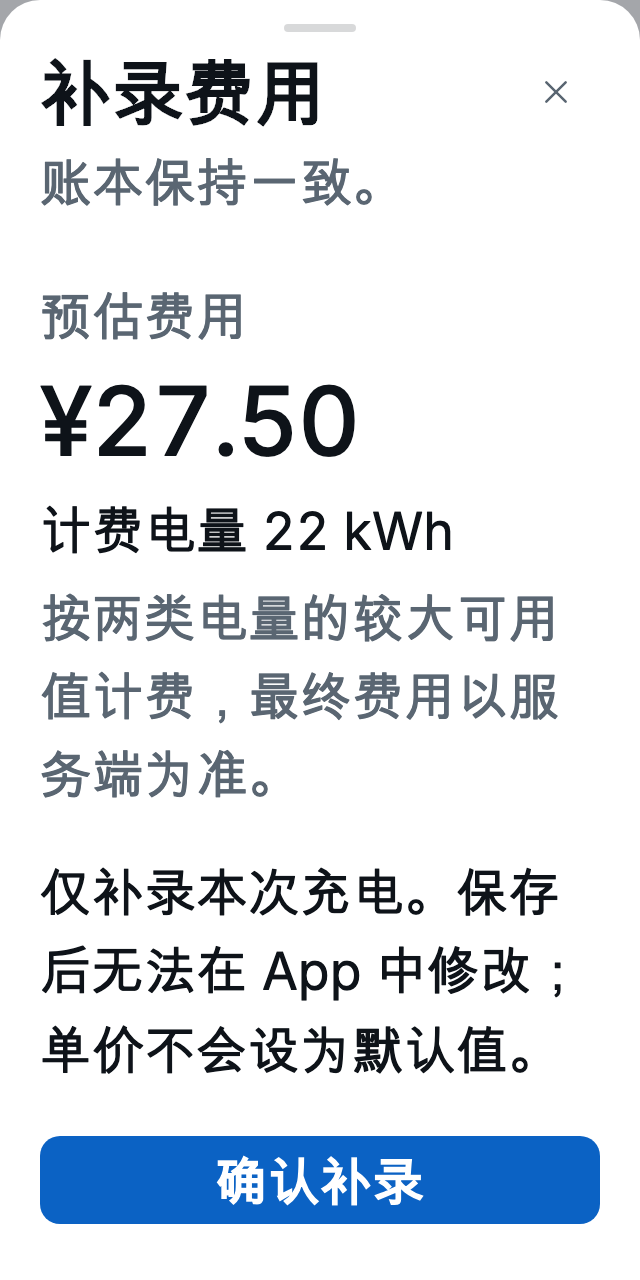 补录费用
账本保持一致。
预估费用
¥27.50
计费电量 22 kWh
按两类电量的较大可用
值计费，最终费用以服
务端为准。
仅补录本次充电。保存
后无法在 App 中修改；
单价不会设为默认值。
确认补录